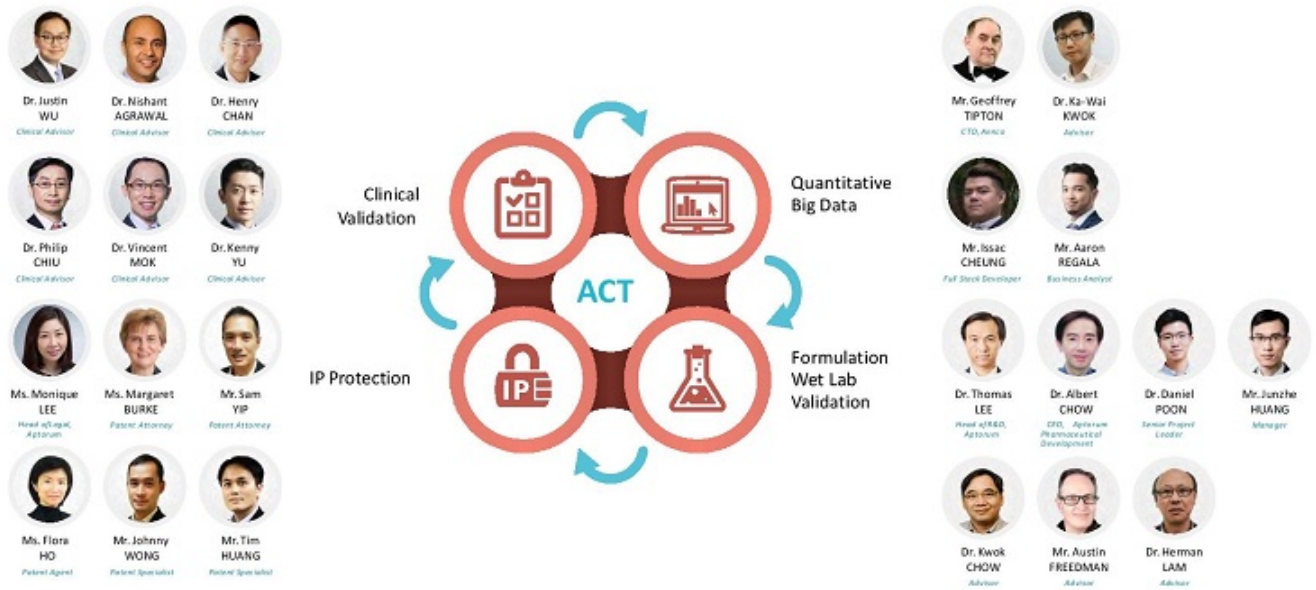 Dr. Justin
WU
Clinical Advisor
Dr. Nishant
AGRAWAL
Clinical Advisor
Dr. Henry
CHAN
Clinical Advisor
Dr. Philip
CHIU
Clinical Advisor
Dr. Vincent
MOK
Clinical Advisor
Dr. Kenny
YU
Clinical Advisor
Ms. Monique
LEE
Head of Legal,
Aptorum
Ms. Margaret
BURKE
Patent Attorney
Mr. Sam
YIP
Patent Attorney
Ms. Flora
HO
Patent Agent
Mr. Johnny
WONG
Patent Specialist
Mr. Tim
HUANG
Patent Specialist
Clinical
Validation
IP Protection
ACT
IP
Quantitative
Big Data
Formulation
Wet Lab
Validation
Mr. Geoffrey
TIPTON
CTO, Aenco
Dr. Ka-Wai
KWOK
Advisor
Mr. Issac
CHEUNG
Full Stack Developer
Mr. Aaron
REGALA
Business Analyst
Dr. Thomas
LEE
Head of R&D,
Aptorum
Dr. Albert
CHOW
CEO, Aptorum
Pharmaceutical
Development
Dr. Daniel
POON
Senior Project
Leader
Mr. Junzhe
HUANG
Manager
Dr. Kwok
CHOW
Advisor
Mr. Austin
FREEDMAN
Advisor
Dr. Herman
LAM
Advisor